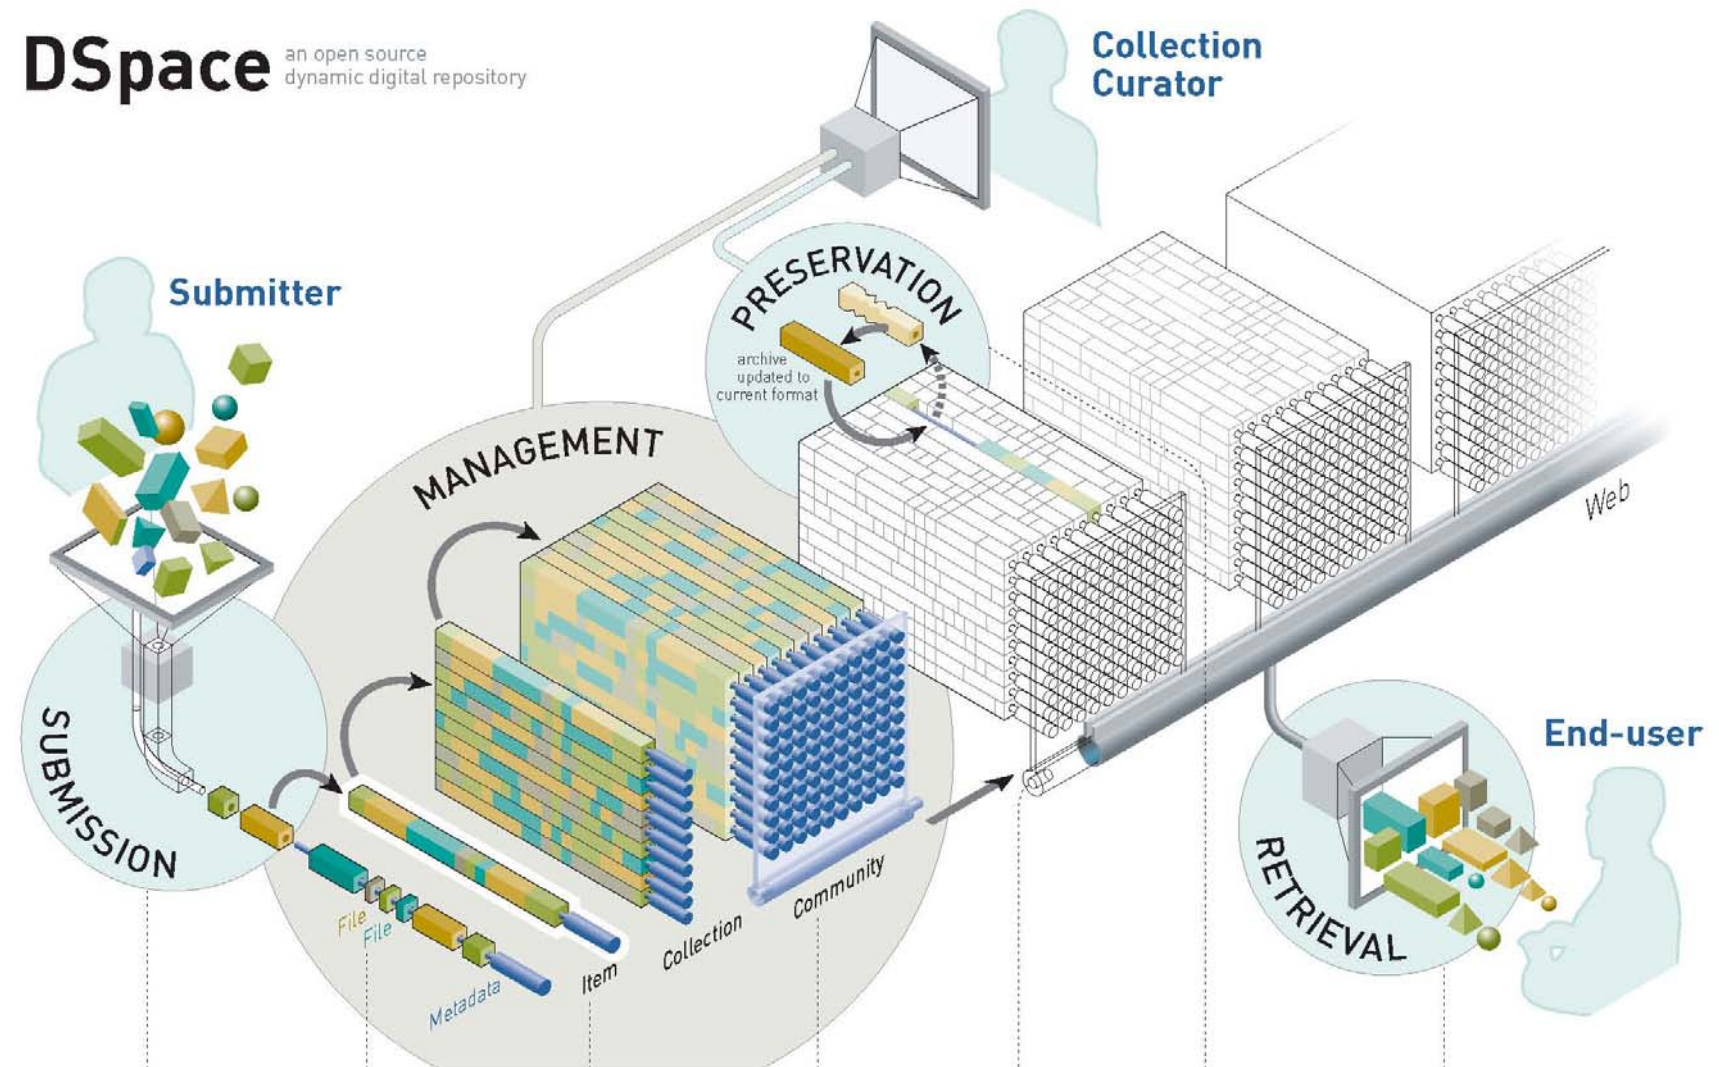 DSpace
an open source
dynamic digital repository
Collection
Curator
Submitter
PRESERVATION
archive
updated to
current format
MANAGEMENT
Web
SUBMISSION
End-user
RETRIEVAL
File
File
Metadata
Item
Collection
Community